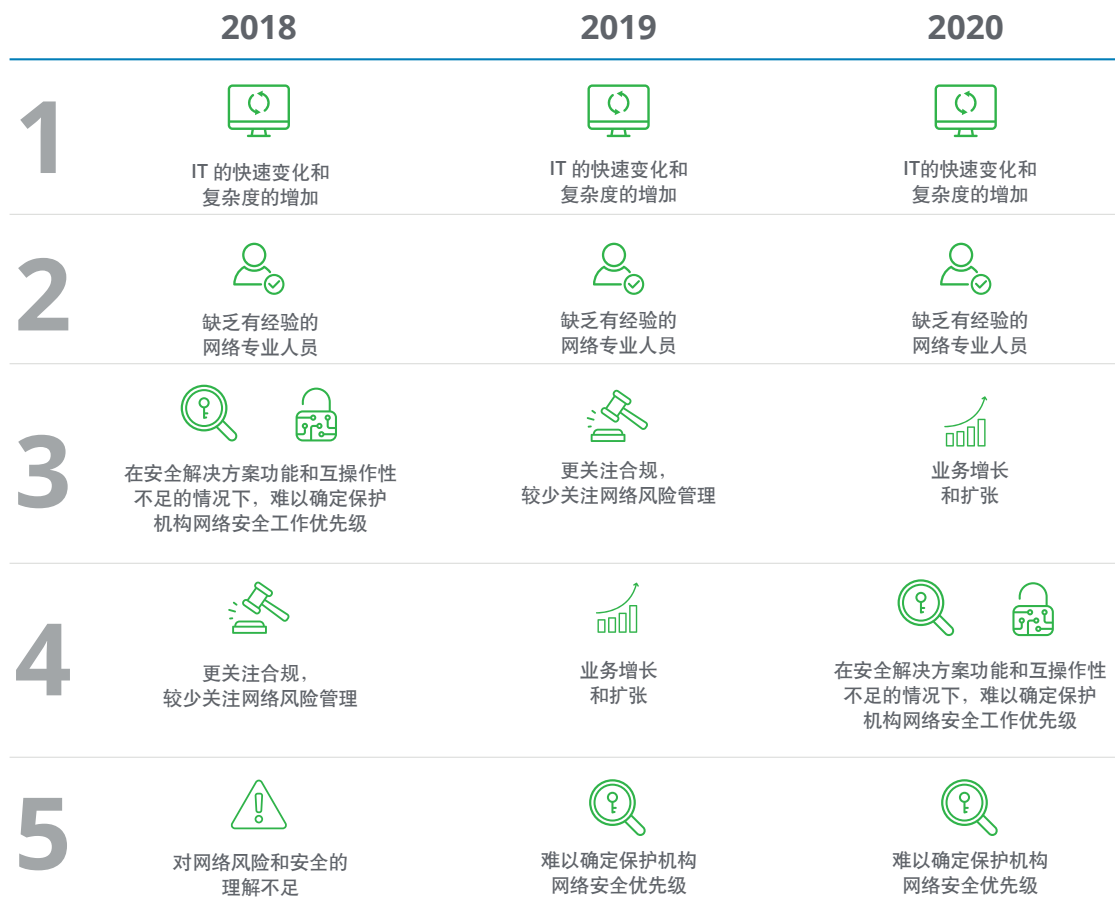 2018
2019
2020
1
IT 的快速变化和
复杂度的增加
IT 的快速变化和
复杂度的增加
IT的快速变化和
复杂度的增加
2
缺乏有经验的
网络专业人员
缺乏有经验的
网络专业人员
缺乏有经验的
网络专业人员
3
在安全解决方案功能和互操作性
不足的情况下，难以确定保护
机构网络安全工作优先级
更关注合规，
较少关注网络风险管理
业务增长
和扩张
4
更关注合规，
较少关注网络风险管理
业务增长
和扩张
在安全解决方案功能和互操作性
不足的情况下，难以确定保护
机构网络安全工作优先级
5
对网络风险和安全的
理解不足
难以确定保护机构
网络安全优先级
难以确定保护机构
网络安全优先级